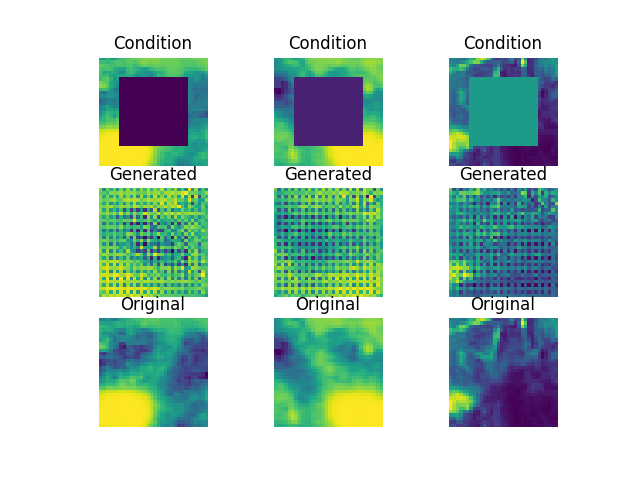 Condition Condition Condition
Generated Generated Generated
Original Original Original